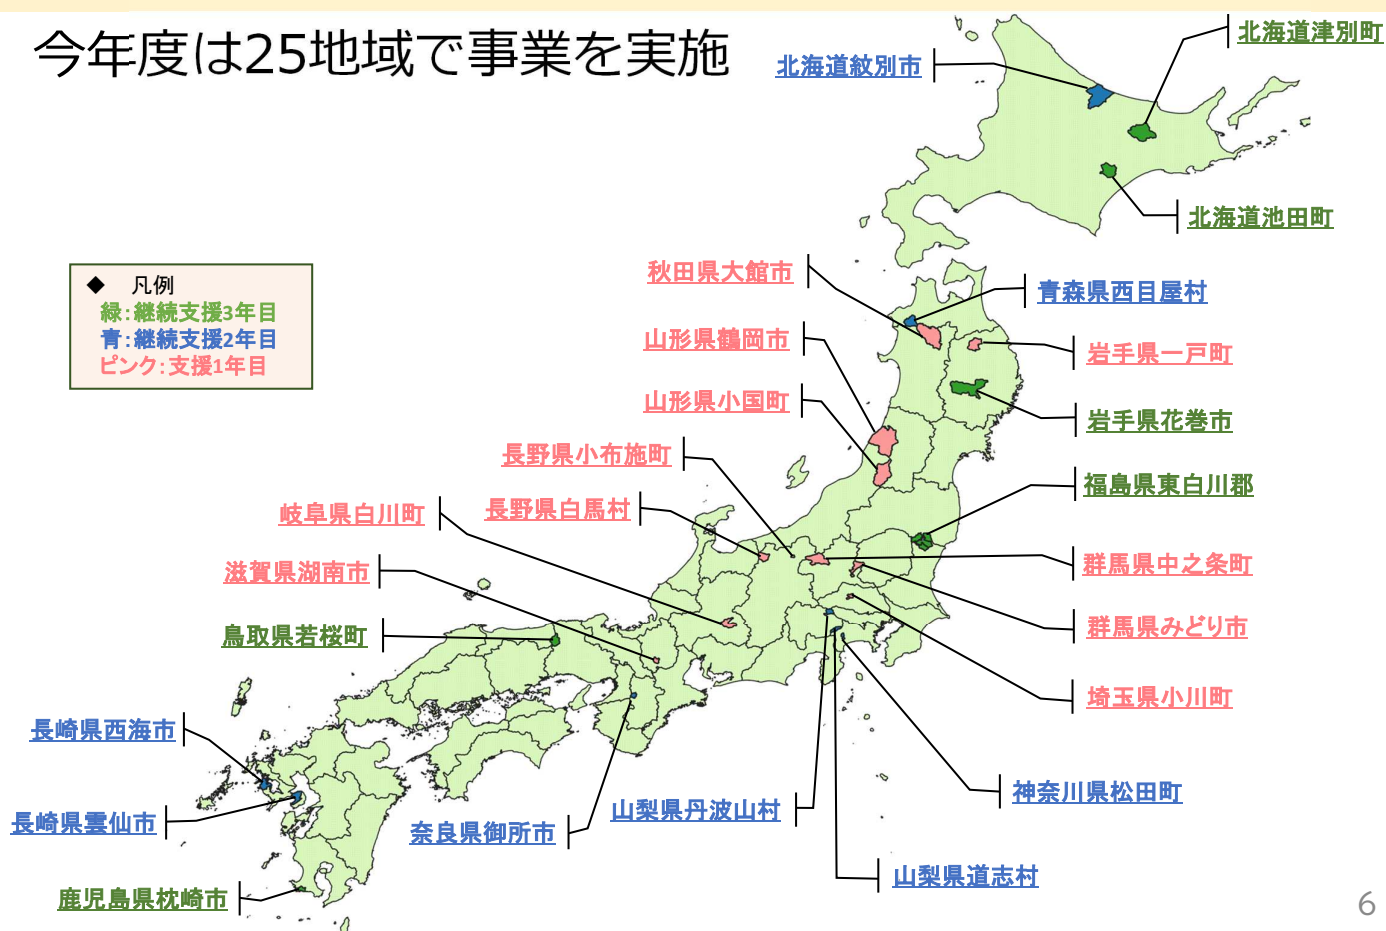 今年度は25地域で事業を実施
北海道津別町
北海道紋別市
北海道池田町
秋田県大館市
青森県西目屋村
◆ 凡例
緑：継続支援3年目
青：継続支援2年目
ピンク：支援1年目
山形県鶴岡市
岩手県一戸町
山形県小国町
岩手県花巻市
長野県小布施町
福島県東白川郡
長野県白馬村
岐阜県白川町
群馬県中之条町
滋賀県湖南市
群馬県みどり市
鳥取県若桜町
埼玉県小川町
長崎県西海市
神奈川県松田町
山梨県丹波山村
長崎県雲仙市
奈良県御所市
山梨県道志村
鹿児島県枕崎市
6